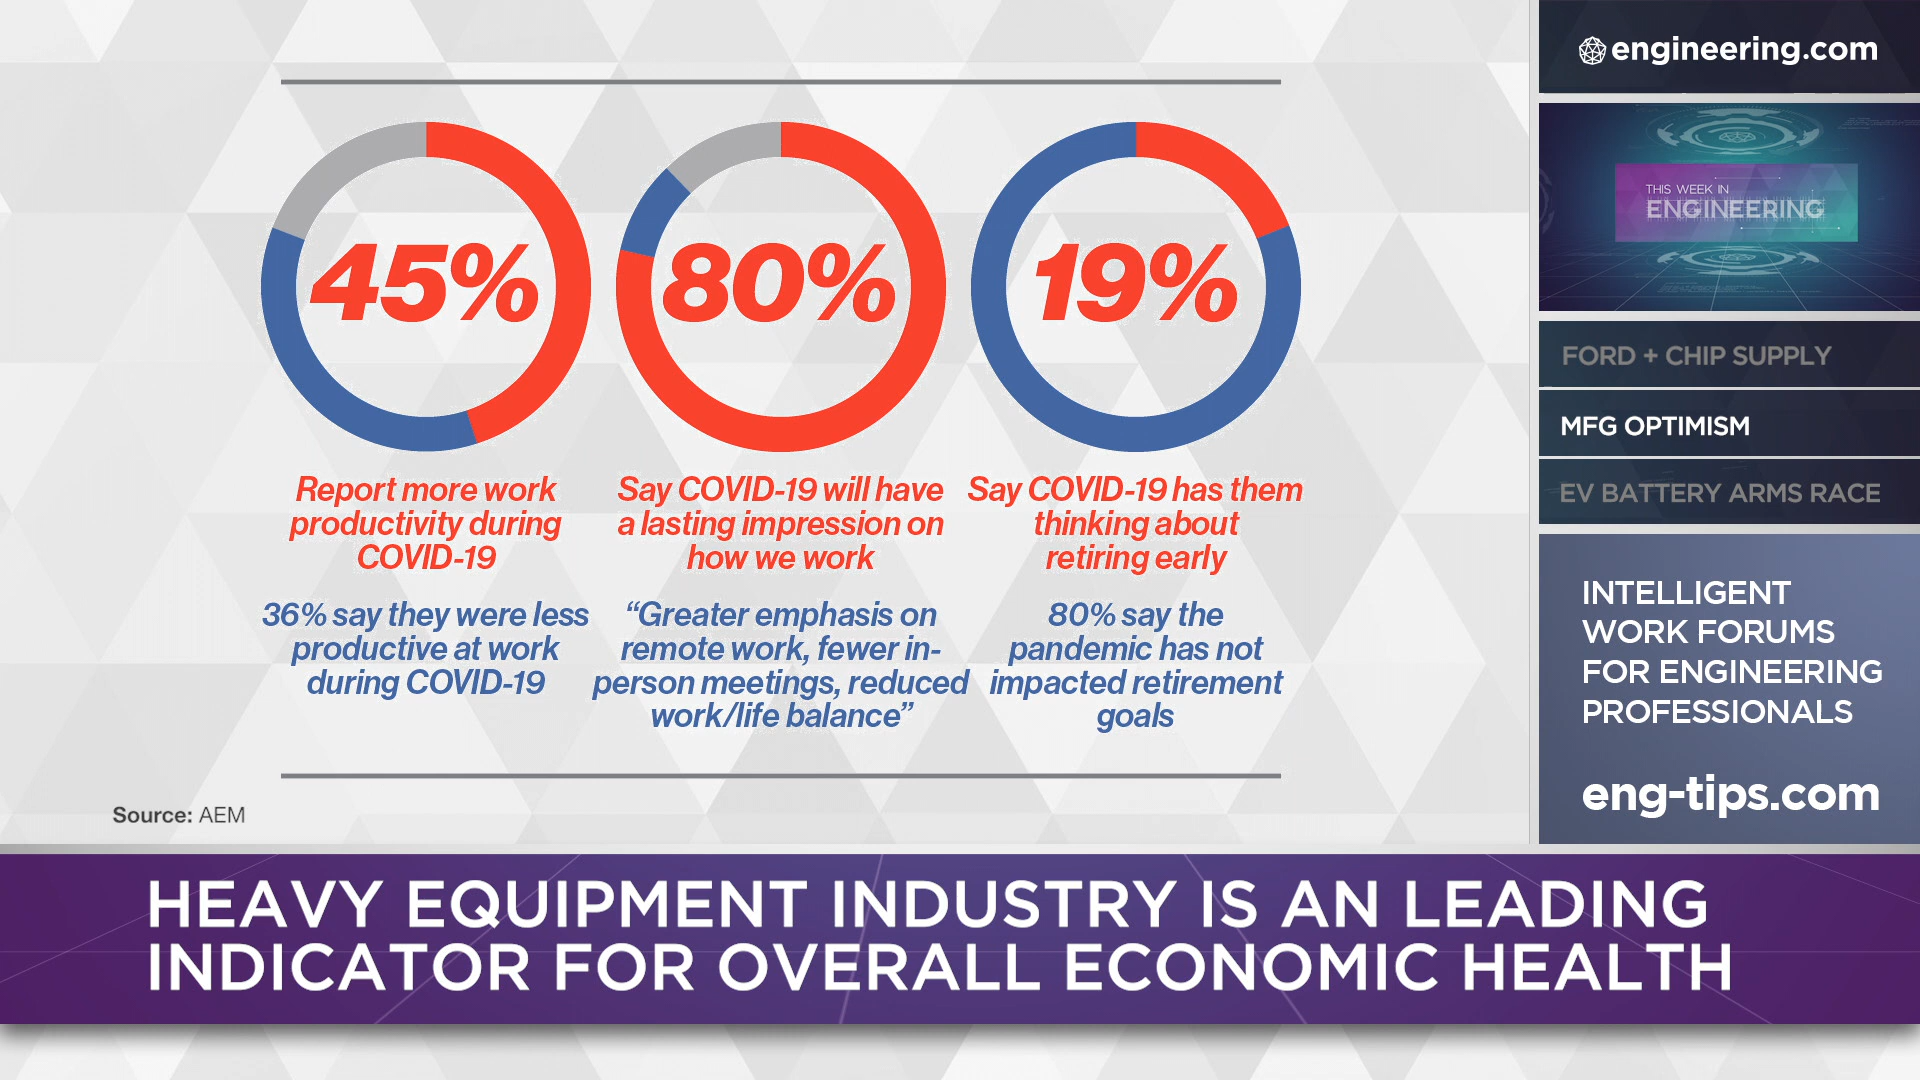 45%
Report more work
productivity during
COVID-19
36% say they were less
productive at work
during COVID-19
80%
Say COVID-19 will have
a lasting impression on
how we work
“Greater emphasis on
remote work, fewer in-
person meetings, reduced
work/life balance”
19%
Say COVID-19 has them
thinking about
retiring early
80% say the
pandemic has not
impacted retirement
goals
Source: AEM
engineering.com
THIS WEEK IN
ENGINEERING
FORD + CHIP SUPPLY
MFG OPTIMISM
EV BATTERY ARMS RACE
INTELLIGENT
WORK FORUMS
FOR ENGINEERING
PROFESSIONALS
eng-tips.com
HEAVY EQUIPMENT INDUSTRY IS AN LEADING
INDICATOR FOR OVERALL ECONOMIC HEALTH